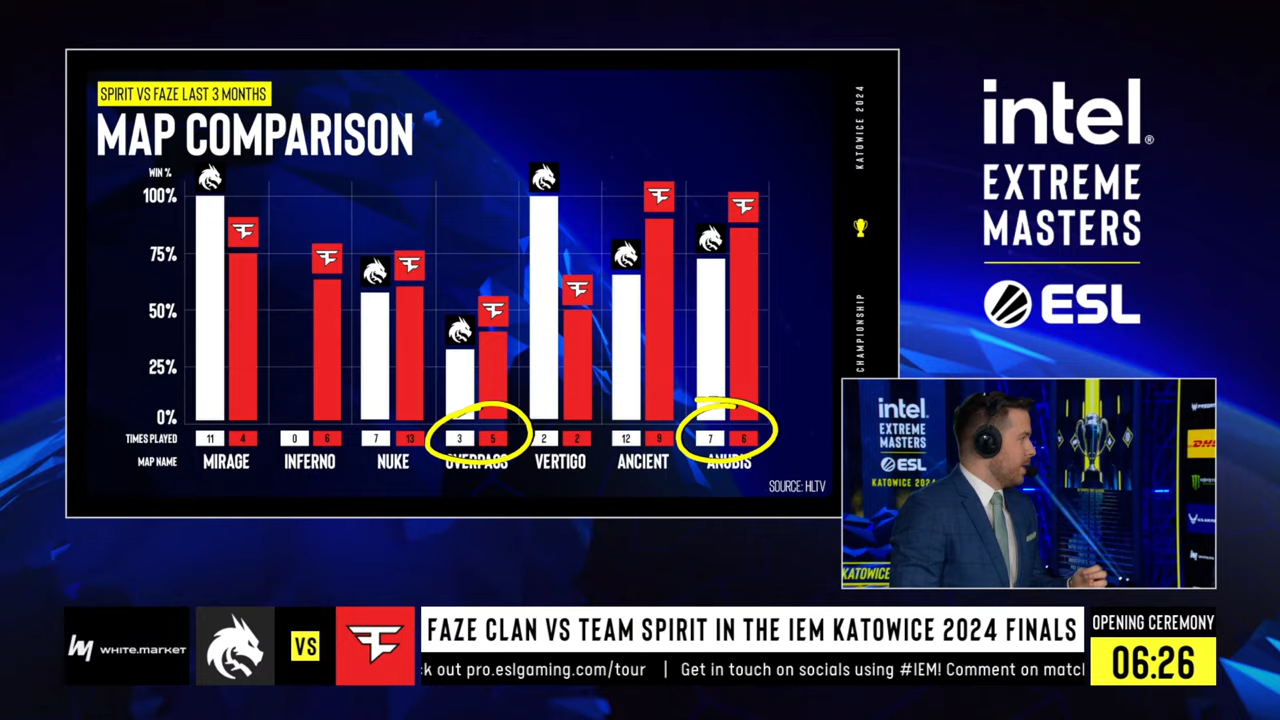 SPIRIT VS FAZE LAST 3 MONTHS
MAP COMPARISON
WIN %
100%
75%
50%
25%
0%
TIMES PLAYED 11 4 0 6 7 13 3 5 2 2 12 9 7 6
MAP NAME MIRAGE INFERNO NUKE OVERPASS VERTIGO ANCIENT ANUBIS
SOURCE: HLTV
KATOWICE 2024
CHAMPIONSHIP
intel®
EXTREME
MASTERS
ESL
intel
EXTREME
MASTERS
ESL
KATOWICE 2024
KATOWICE
DHL
WHITE.MARKET
VS
FAZE CLAN VS TEAM SPIRIT IN THE IEM KATOWICE 2024 FINALS
ck out pro.eslgaming.com/tour | Get in touch on socials using #IEM! Comment on matcl
OPENING CEREMONY
06:26